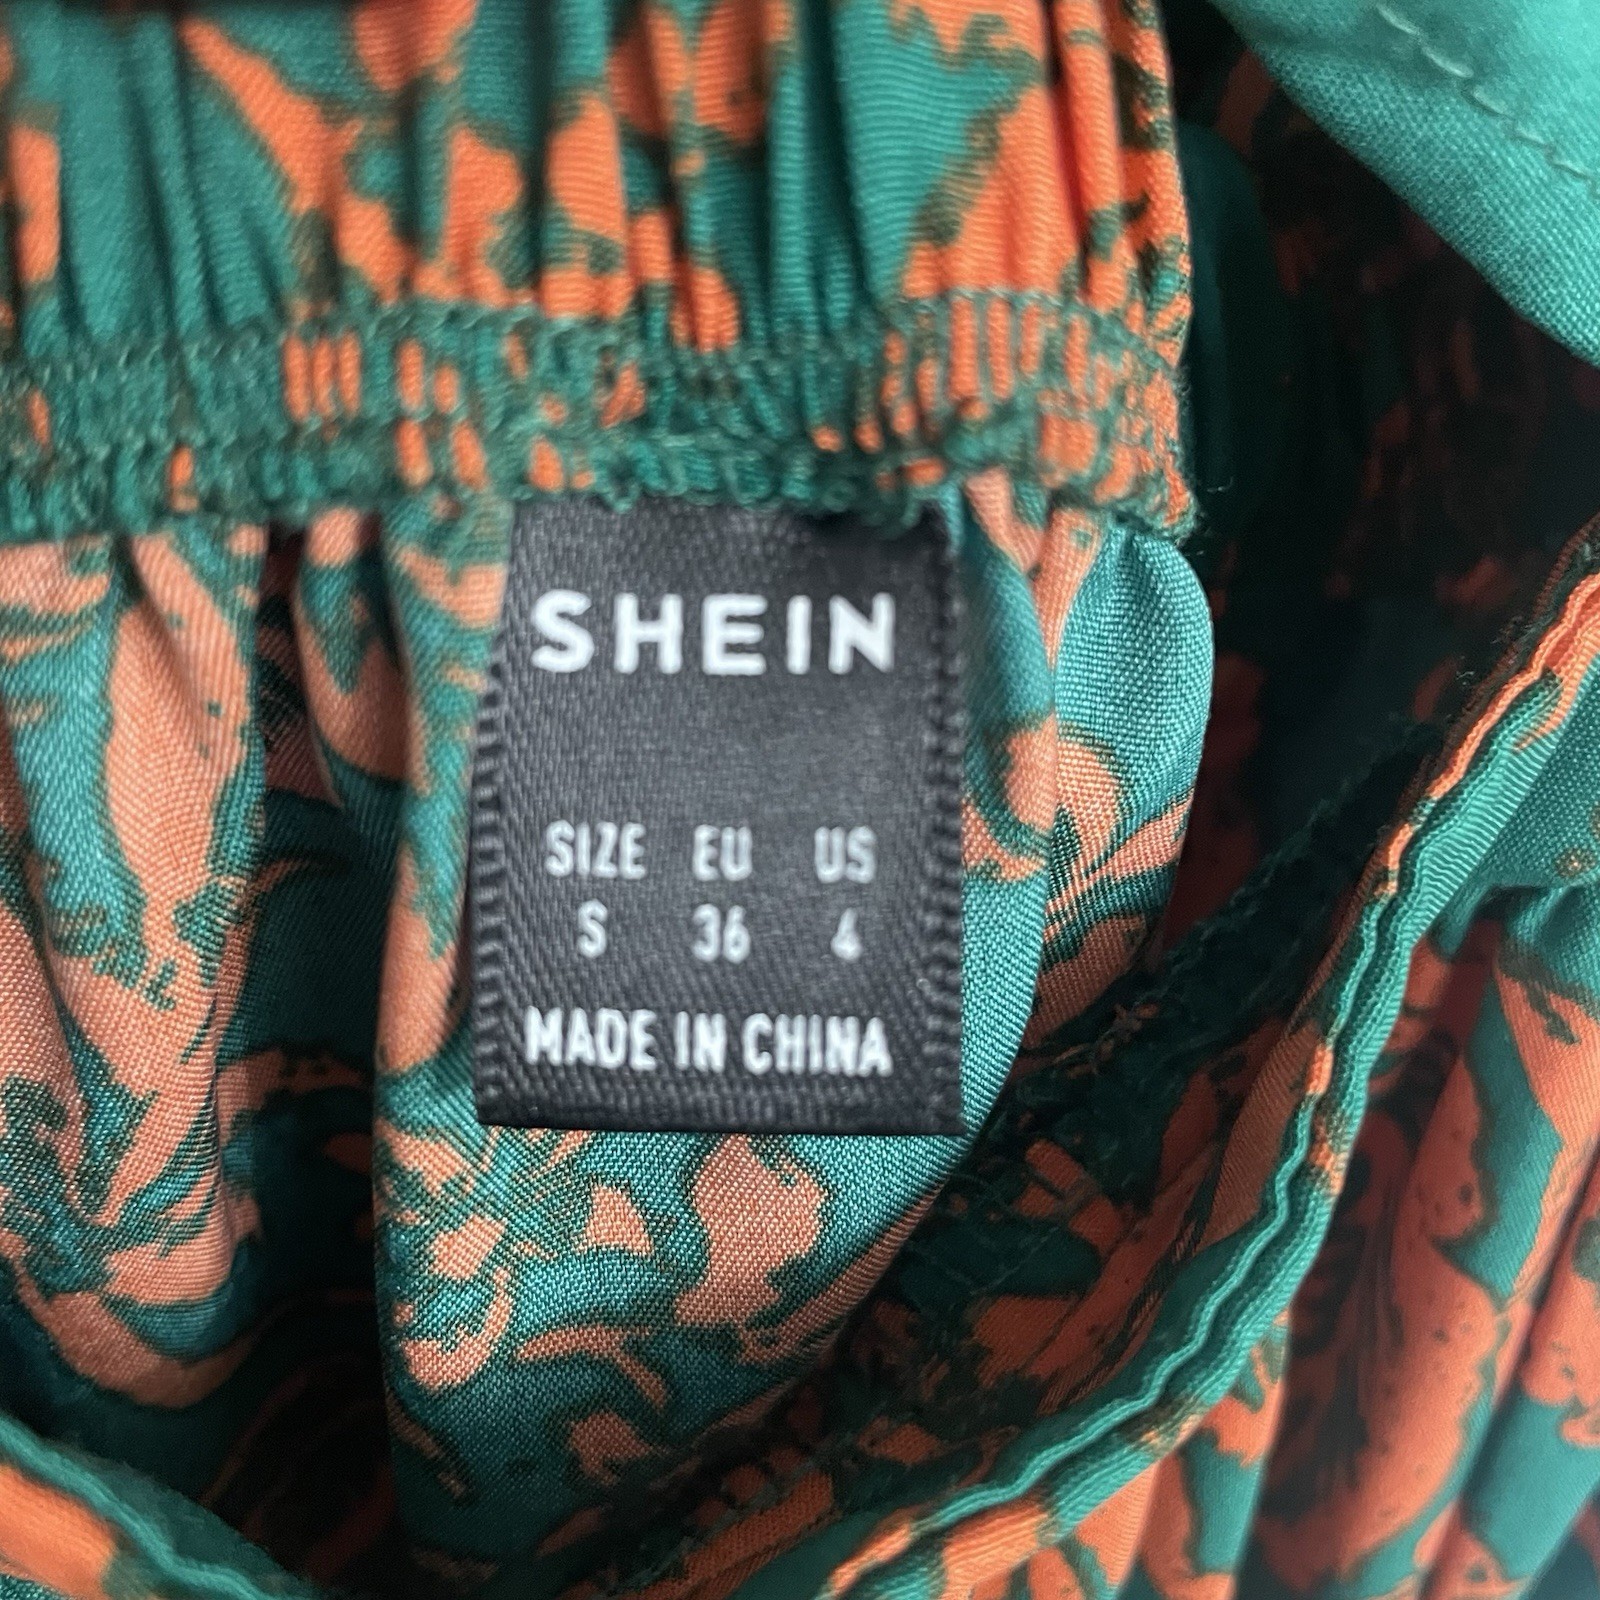 SHEIN
SIZE EU US
S 36 4
MADE IN CHINA